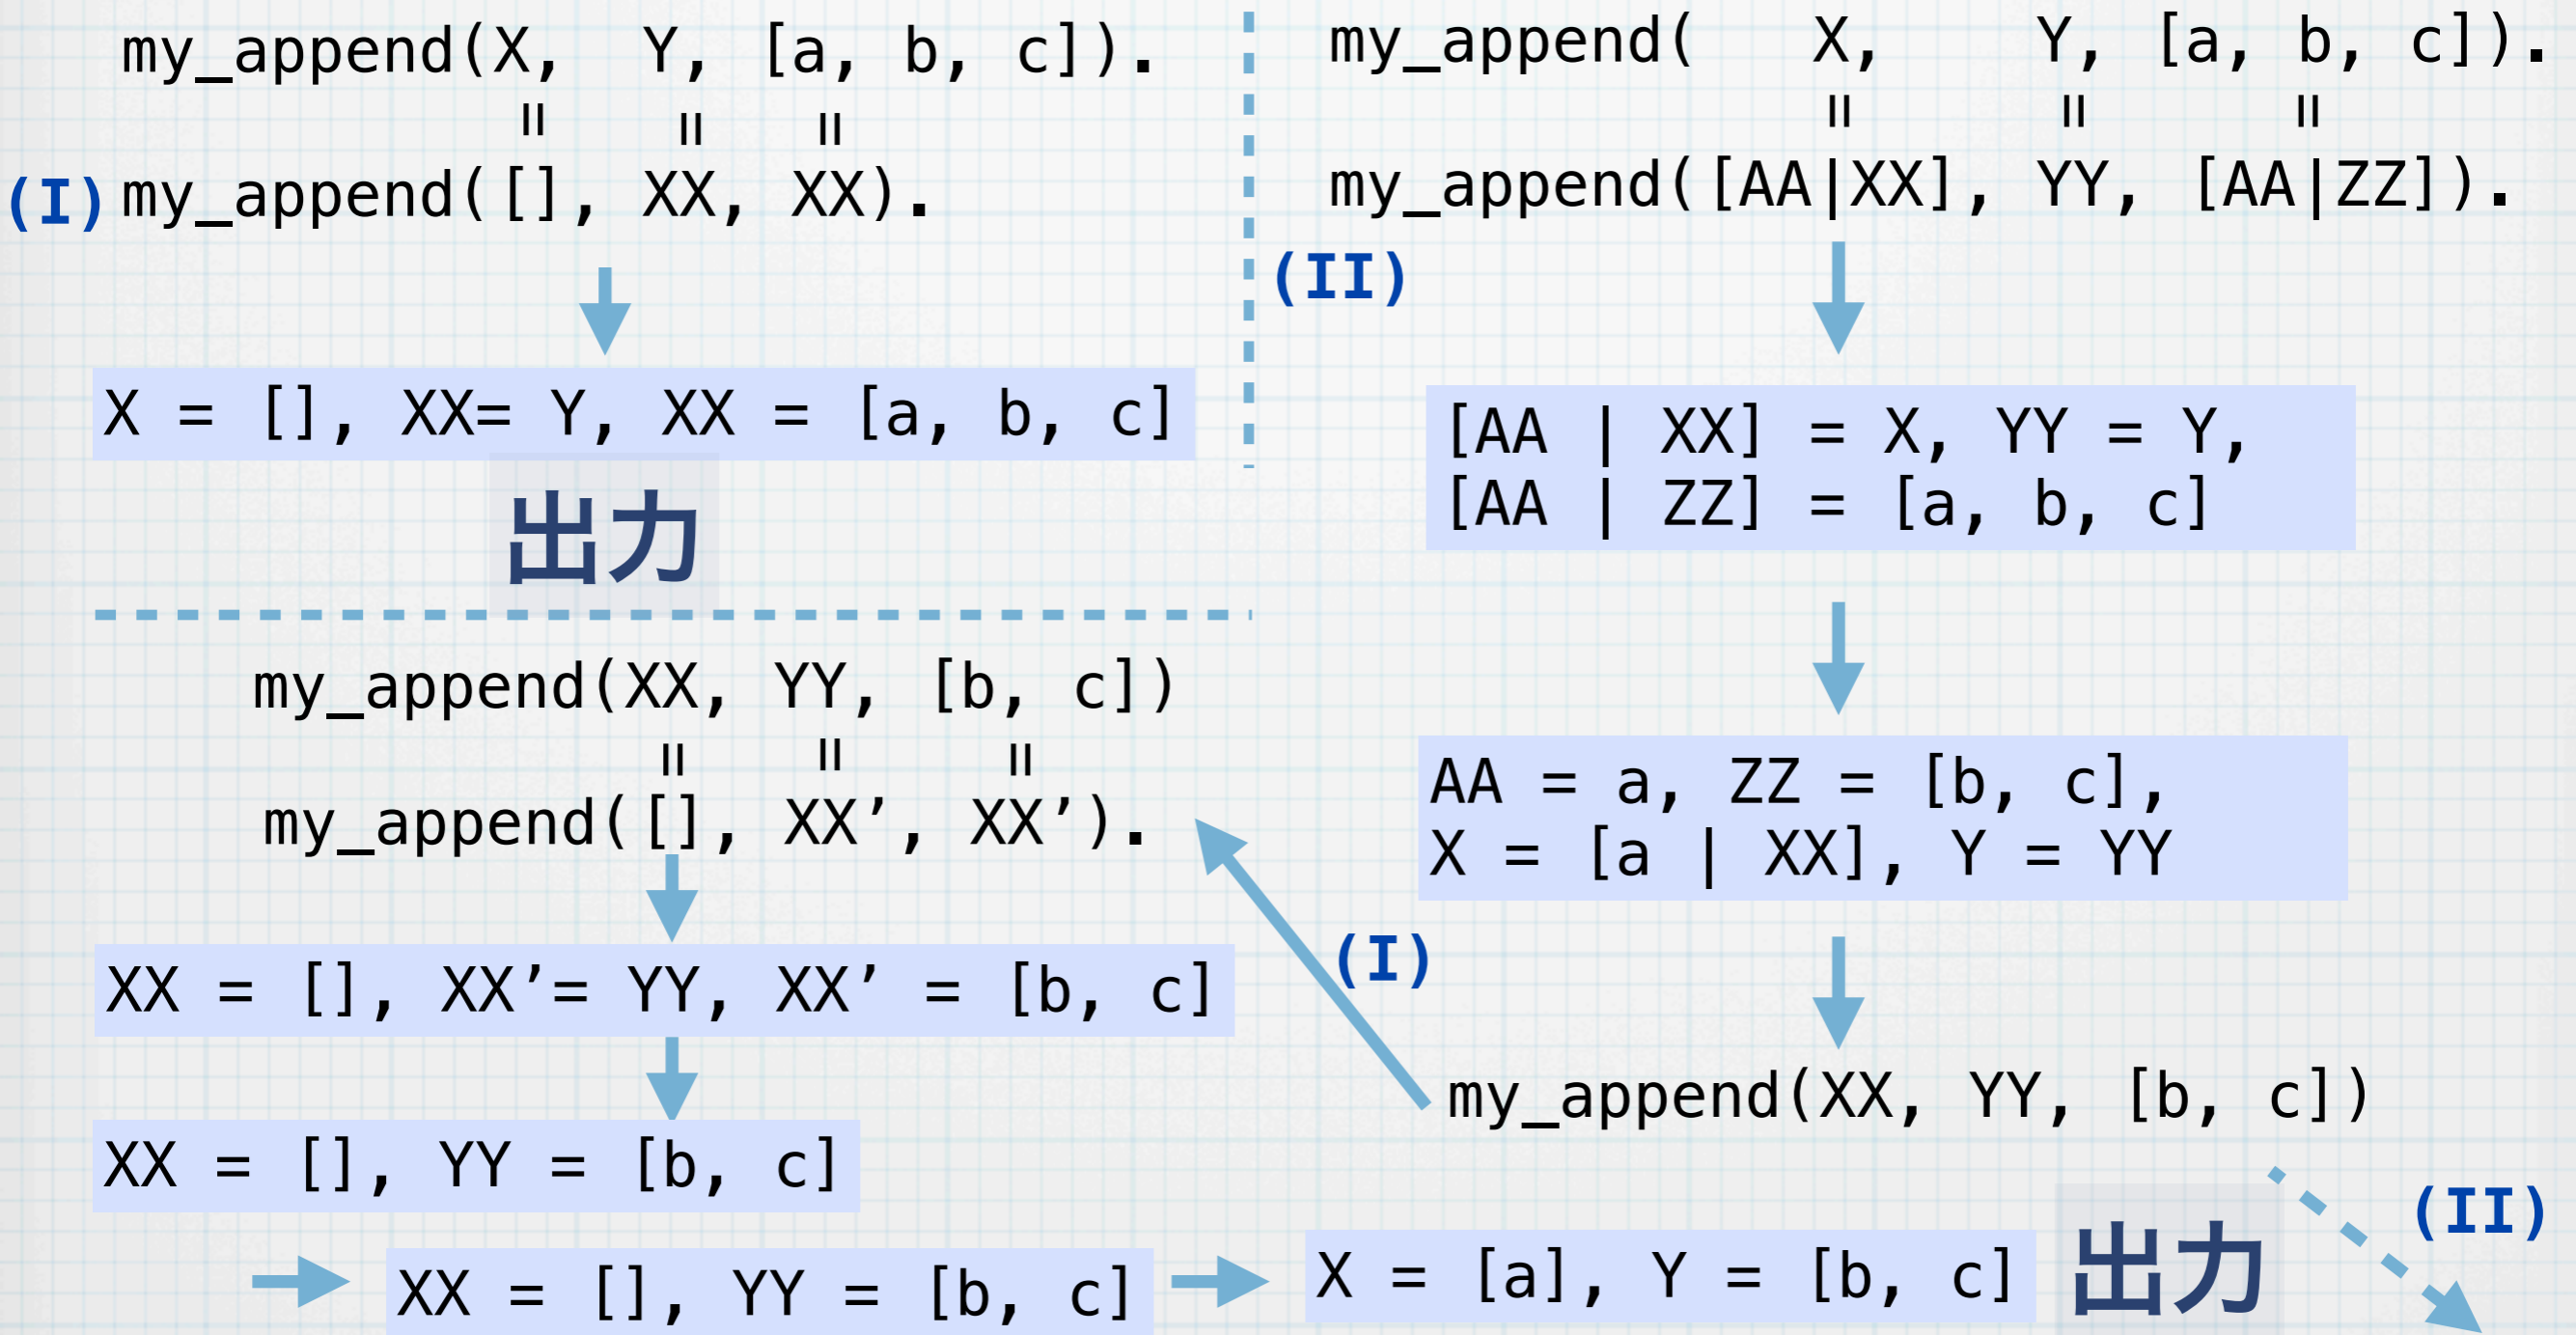 my_append(X,  Y, [a, b, c]).
= = =
(I) my_append([], XX, XX).
X = [], XX= Y, XX = [a, b, c]
出力
my_append(   X,    Y, [a, b, c]).
= = =
my_append([AA|XX], YY, [AA|ZZ]).
(II)
[AA | XX] = X, YY = Y,
[AA | ZZ] = [a, b, c]
AA = a, ZZ = [b, c],
X = [a | XX], Y = YY
my_append(XX, YY, [b, c])
(I)
(II)
my_append(XX, YY, [b, c])
= = =
my_append([], XX’, XX’).
XX = [], XX’= YY, XX’ = [b, c]
XX = [], YY = [b, c]
XX = [], YY = [b, c]
X = [a], Y = [b, c]
出力